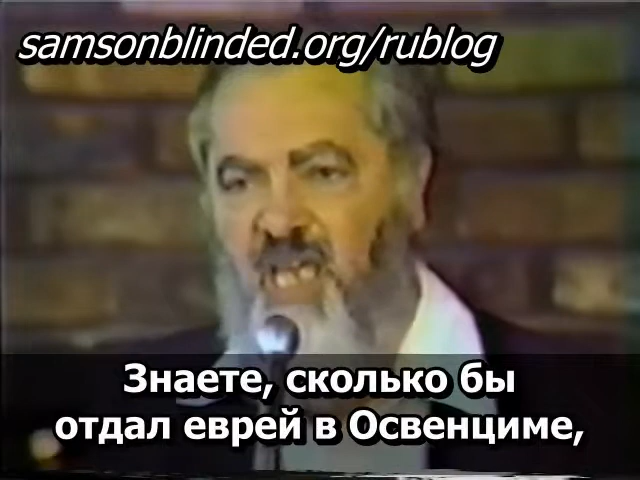 samsonblinded.org/rublog
Знаете, сколько бы
отдал еврей в Освенциме,